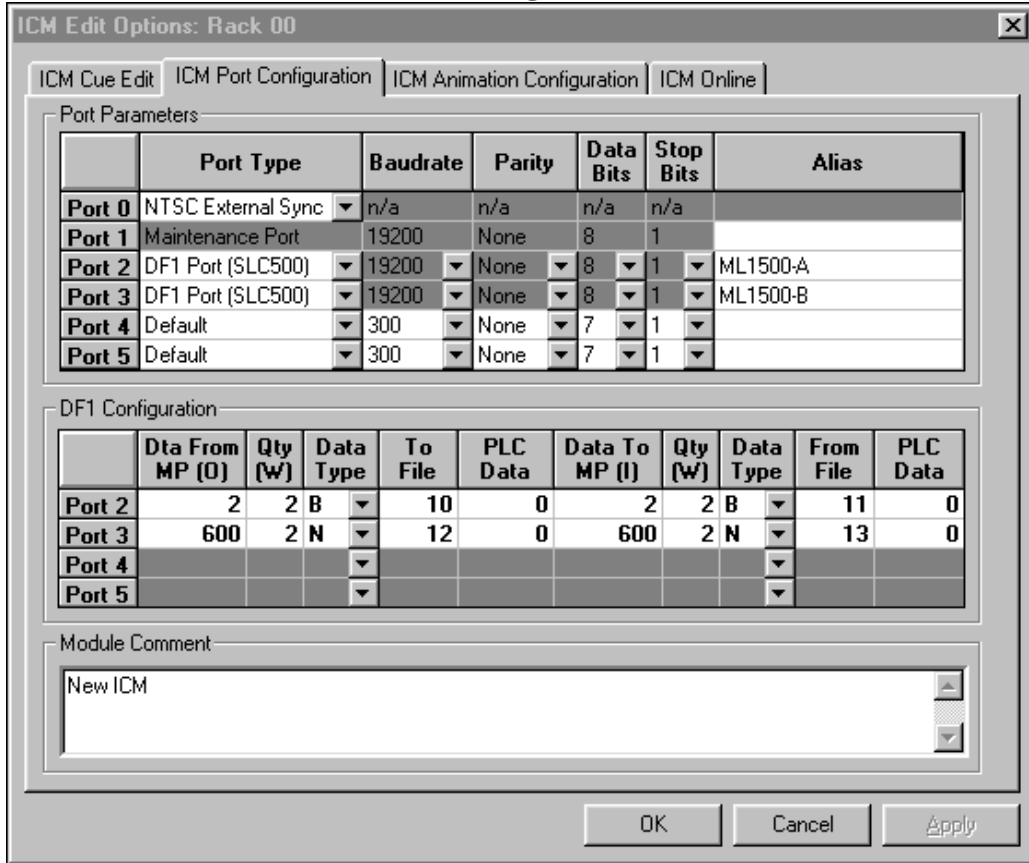 ICM Edit Options: Rack 00
ICM Cue Edit ICM Port Configuration ICM Animation Configuration ICM Online
Port Parameters
Port Type Baudrate Parity Data Bits Stop Bits Alias
Port 0 NTSC External Sync n/a n/a n/a n/a
Port 1 Maintenance Port 19200 None 8 1
Port 2 DF1 Port (SLC500) 19200 None 8 1 ML1500-A
Port 3 DF1 Port (SLC500) 19200 None 8 1 ML1500-B
Port 4 Default 300 None 7 1
Port 5 Default 300 None 7 1
DF1 Configuration
Dta From MP (O) Qty (W) Data Type To File PLC Data Data To MP (I) Qty (W) Data Type From File PLC Data
Port 2 2 2 B 10 0 2 2 B 11 0
Port 3 600 2 N 12 0 600 2 N 13 0
Port 4
Port 5
Module Comment
New ICM
OK Cancel Apply